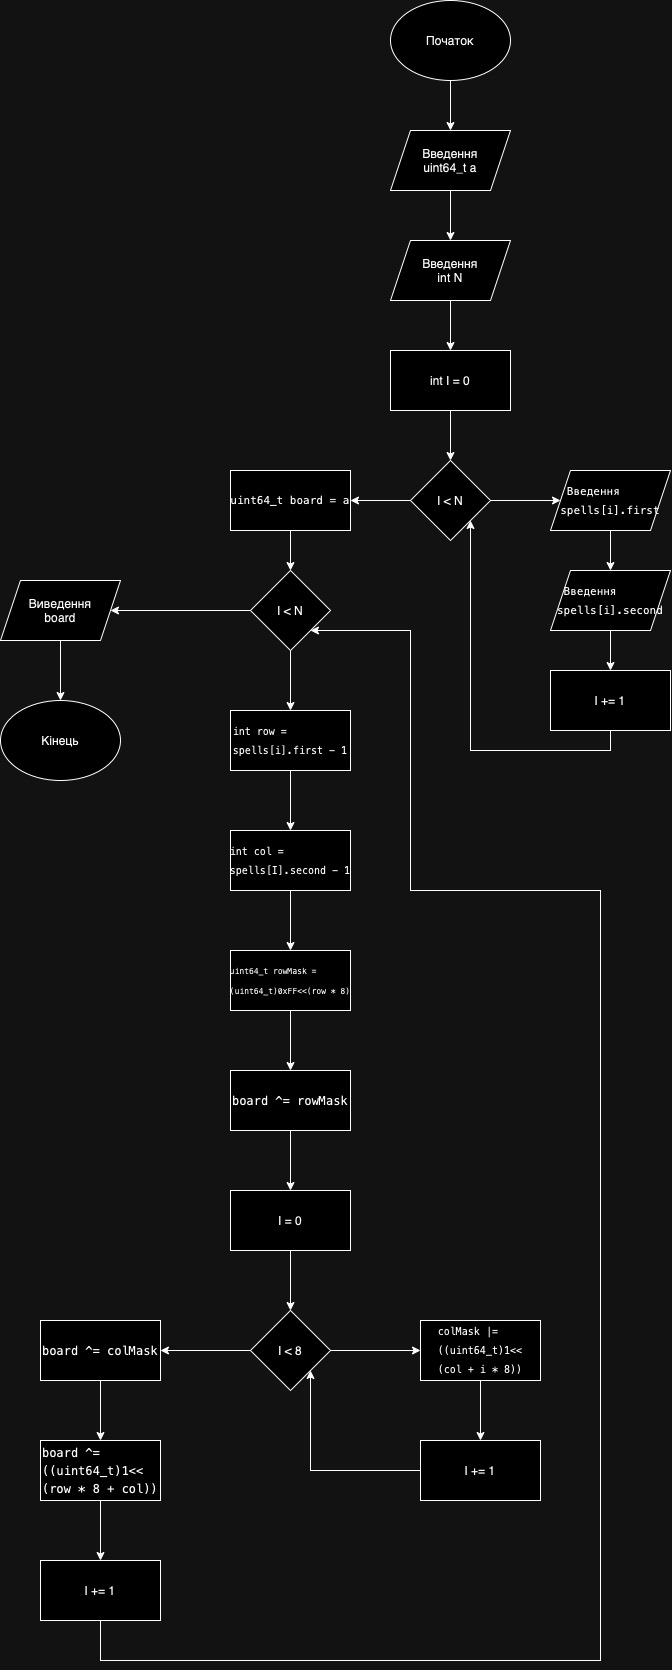 Початок
Введення
uint64_t a
Введення
int N
int I = 0
I < N
uint64_t board = a
Введення
spells[i].first
Введення
spells[i].second
I += 1
I < N
Виведення
board
Кінець
int row =
spells[i].first - 1
int col =
spells[I].second - 1
uint64_t rowMask =
(uint64_t)0xFF<<(row * 8)
board ^= rowMask
I = 0
I < 8
board ^= colMask
colMask |=
((uint64_t)1<<
(col + i * 8))
I += 1
board ^=
((uint64_t)1<<
(row * 8 + col))
I += 1